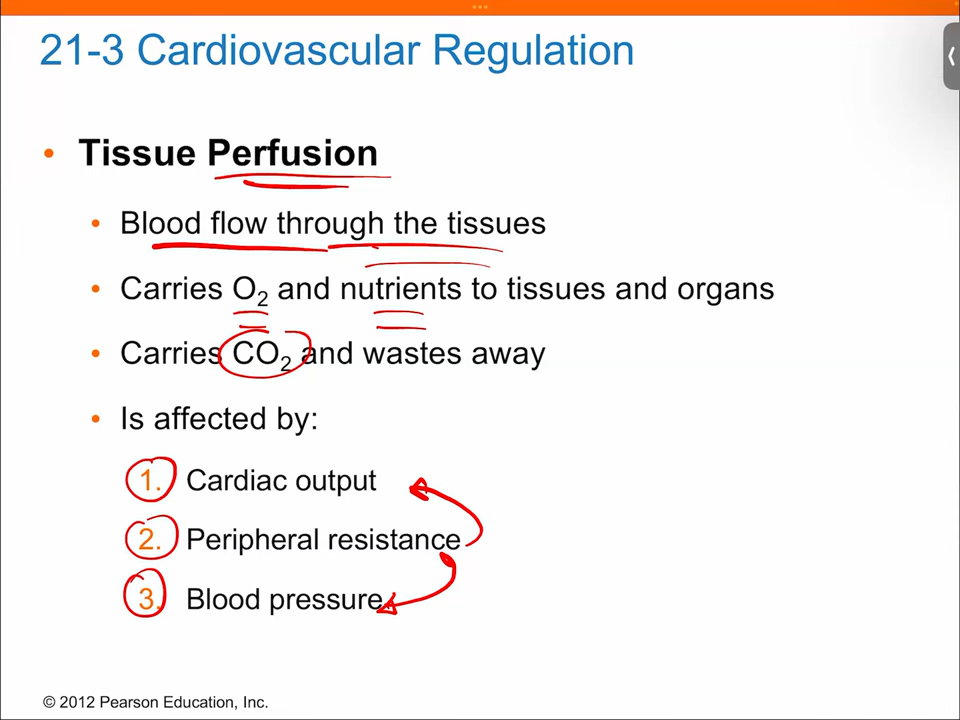 21-3 Cardiovascular Regulation
• Tissue Perfusion
• Blood flow through the tissues
• Carries O₂ and nutrients to tissues and organs
• Carries CO₂ and wastes away
• Is affected by:
1. Cardiac output
2. Peripheral resistance
3. Blood pressure
© 2012 Pearson Education, Inc.